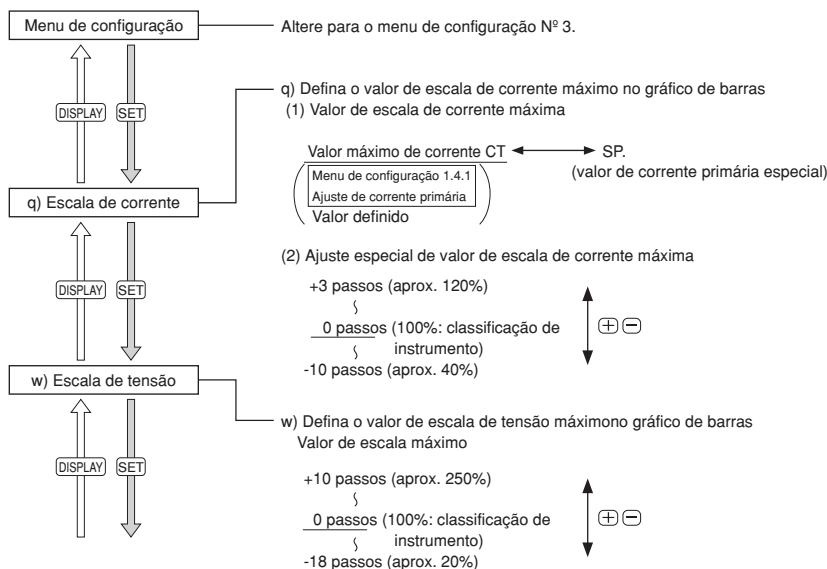 Menu de configuração
Altere para o menu de configuração Nº 3.
DISPLAY SET
q) Defina o valor de escala de corrente máximo no gráfico de barras
(1) Valor de escala de corrente máxima
Valor máximo de corrente CT SP.
(valor de corrente primária especial)
Menu de configuração 1.4.1
Ajuste de corrente primária
Valor definido
q) Escala de corrente
(2) Ajuste especial de valor de escala de corrente máxima
+3 passos (aprox. 120%)
DISPLAY SET
0 passos (100%: classificação de
instrumento)
+ -
-10 passos (aprox. 40%)
w) Escala de tensão
w) Defina o valor de escala de tensão máximono gráfico de barras
Valor de escala máximo
DISPLAY SET
+10 passos (aprox. 250%)
0 passos (100%: classificação de
instrumento)
+ -
-18 passos (aprox. 20%)